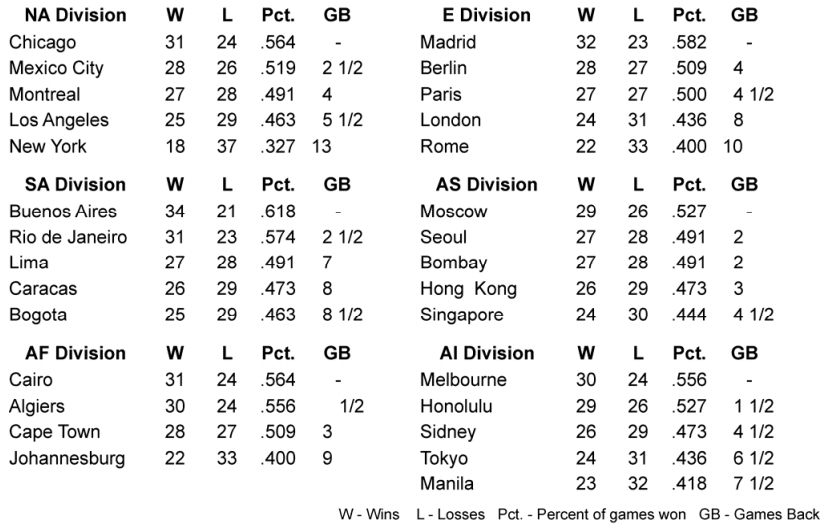 NA Division W L Pct. GB
Chicago 31 24 .564 -
Mexico City 28 26 .519 2 1/2
Montreal 27 28 .491 4
Los Angeles 25 29 .463 5 1/2
New York 18 37 .327 13
E Division W L Pct. GB
Madrid 32 23 .582 -
Berlin 28 27 .509 4
Paris 27 27 .500 4 1/2
London 24 31 .436 8
Rome 22 33 .400 10
SA Division W L Pct. GB
Buenos Aires 34 21 .618 -
Rio de Janeiro 31 23 .574 2 1/2
Lima 27 28 .491 7
Caracas 26 29 .473 8
Bogota 25 29 .463 8 1/2
AS Division W L Pct. GB
Moscow 29 26 .527 -
Seoul 27 28 .491 2
Bombay 27 28 .491 2
Hong Kong 26 29 .473 3
Singapore 24 30 .444 4 1/2
AF Division W L Pct. GB
Cairo 31 24 .564 -
Algiers 30 24 .556 1/2
Cape Town 28 27 .509 3
Johannesburg 22 33 .400 9
AI Division W L Pct. GB
Melbourne 30 24 .556 -
Honolulu 29 26 .527 1 1/2
Sidney 26 29 .473 4 1/2
Tokyo 24 31 .436 6 1/2
Manila 23 32 .418 7 1/2
W - Wins L - Losses Pct. - Percent of games won GB - Games Back